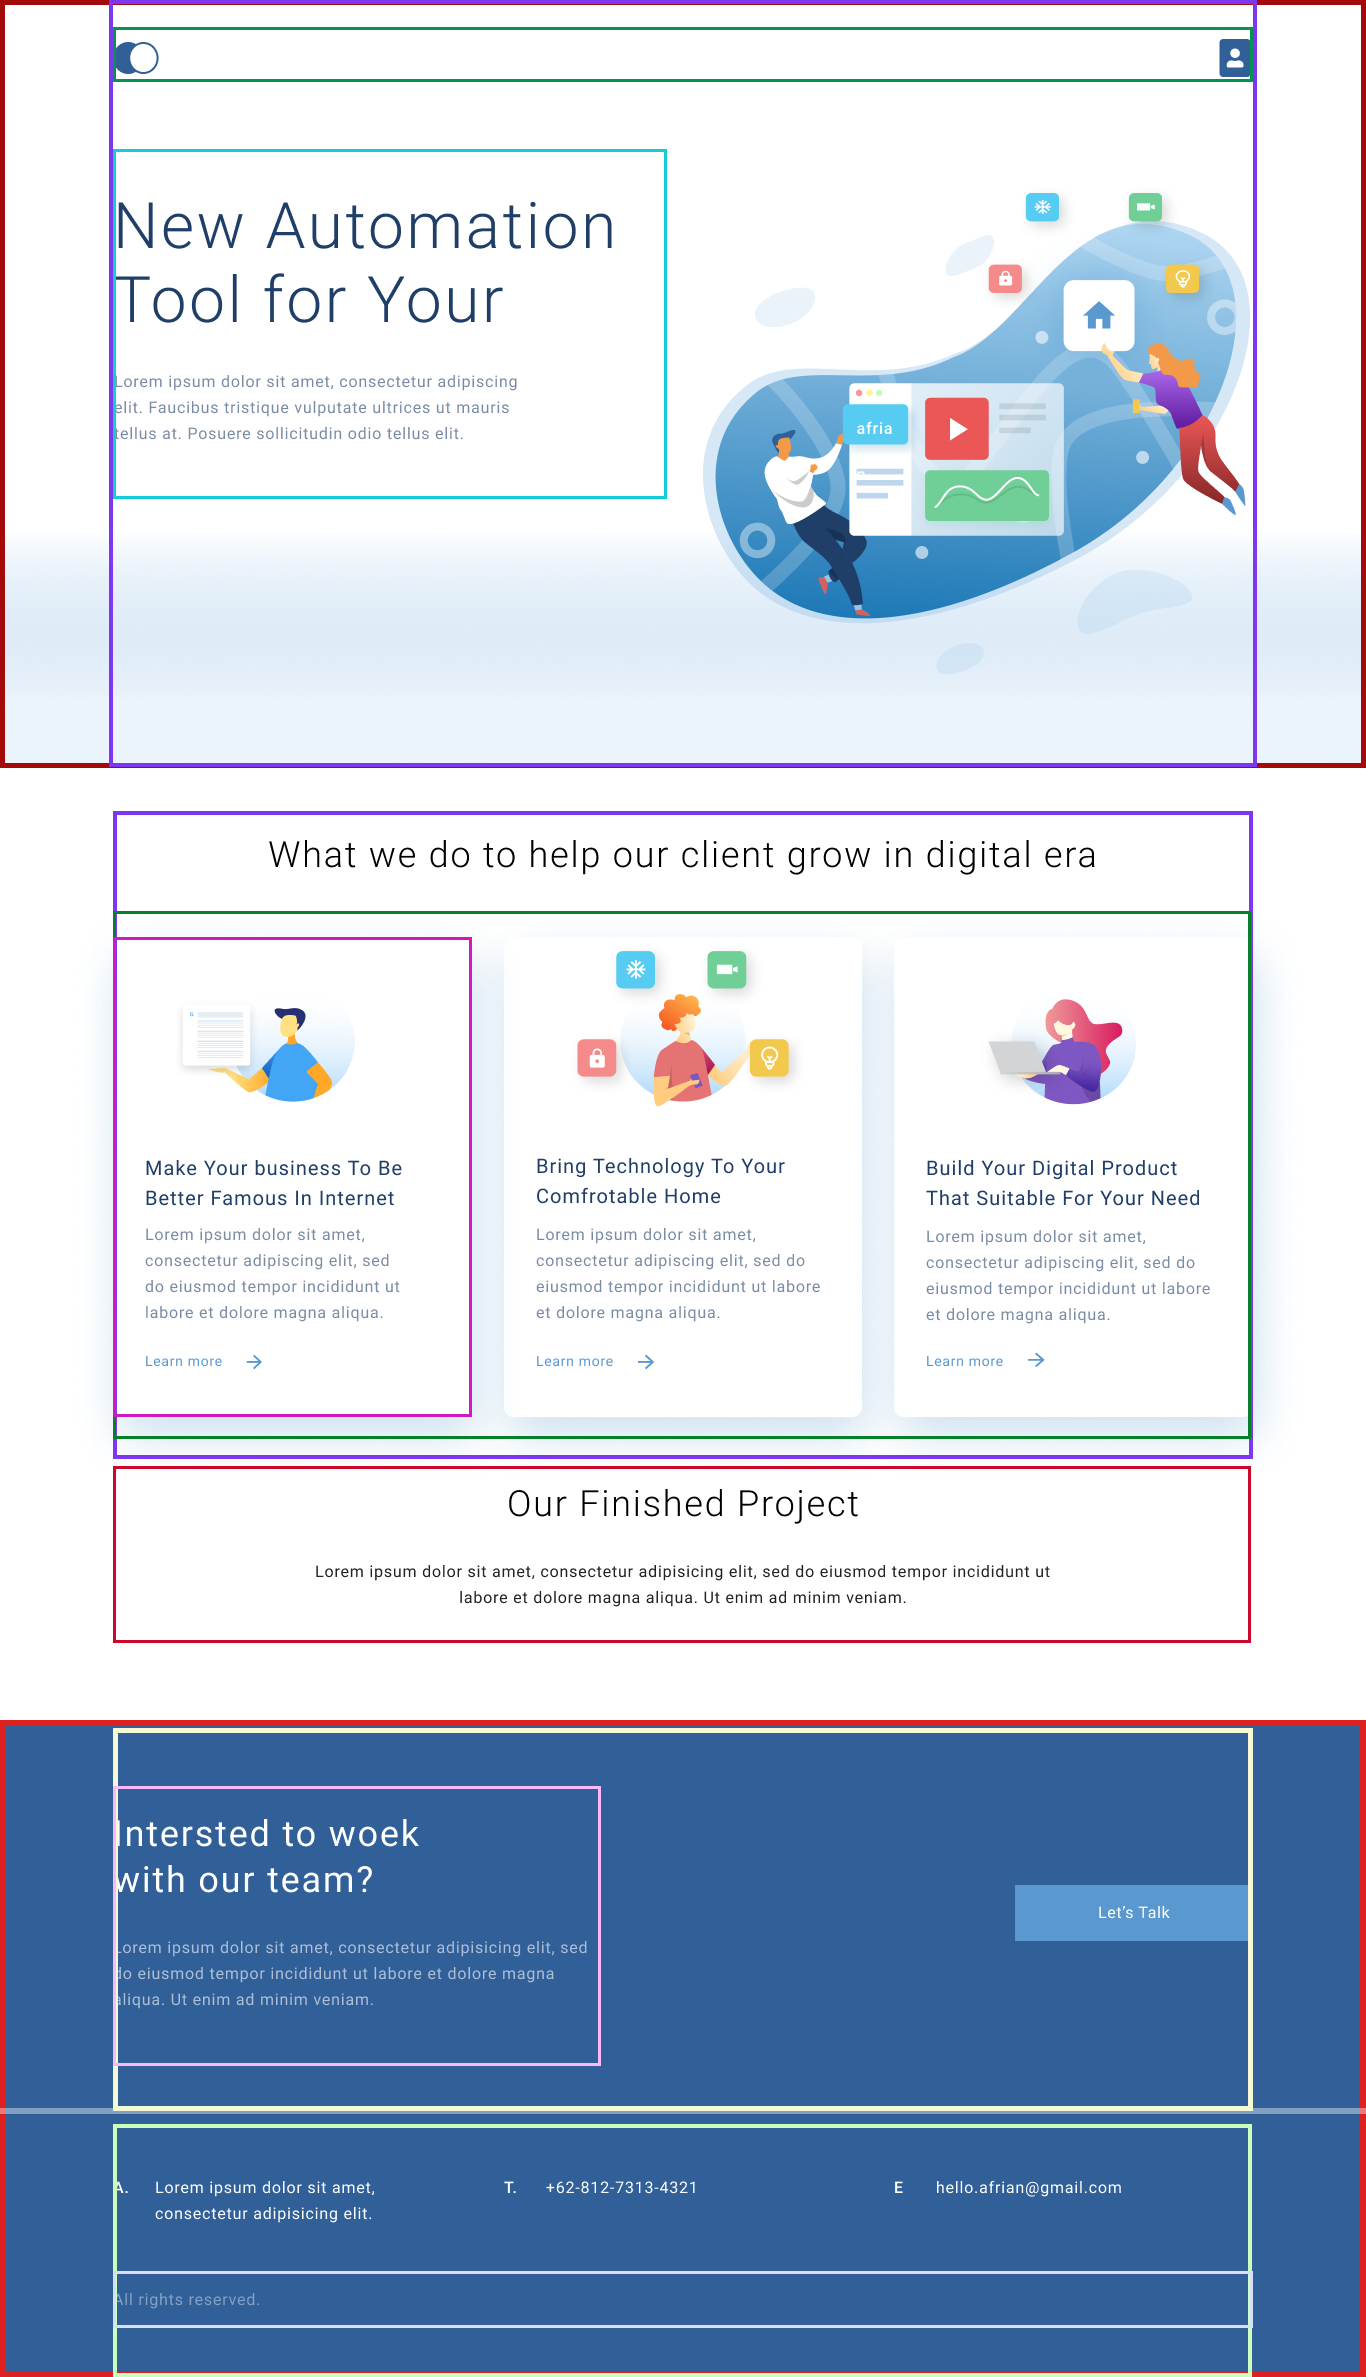 New Automation
Tool for Your
Lorem ipsum dolor sit amet, consectetur adipiscing
elit. Faucibus tristique vulputate ultrices ut mauris
tellus at. Posuere sollicitudin odio tellus elit.
afria
What we do to help our client grow in digital era
Make Your business To Be
Better Famous In Internet
Lorem ipsum dolor sit amet,
consectetur adipiscing elit, sed
do eiusmod tempor incididunt ut
labore et dolore magna aliqua.
Learn more
Bring Technology To Your
Comfrotable Home
Lorem ipsum dolor sit amet,
consectetur adipiscing elit, sed do
eiusmod tempor incididunt ut labore
et dolore magna aliqua.
Learn more
Build Your Digital Product
That Suitable For Your Need
Lorem ipsum dolor sit amet,
consectetur adipiscing elit, sed do
eiusmod tempor incididunt ut labore
et dolore magna aliqua.
Learn more
Our Finished Project
Lorem ipsum dolor sit amet, consectetur adipisicing elit, sed do eiusmod tempor incididunt ut
labore et dolore magna aliqua. Ut enim ad minim veniam.
Intersted to woek
with our team?
Lorem ipsum dolor sit amet, consectetur adipisicing elit, sed
do eiusmod tempor incididunt ut labore et dolore magna
aliqua. Ut enim ad minim veniam.
Let's Talk
A. Lorem ipsum dolor sit amet,
consectetur adipisicing elit.
T. +62-812-7313-4321
E hello.afrian@gmail.com
All rights reserved.